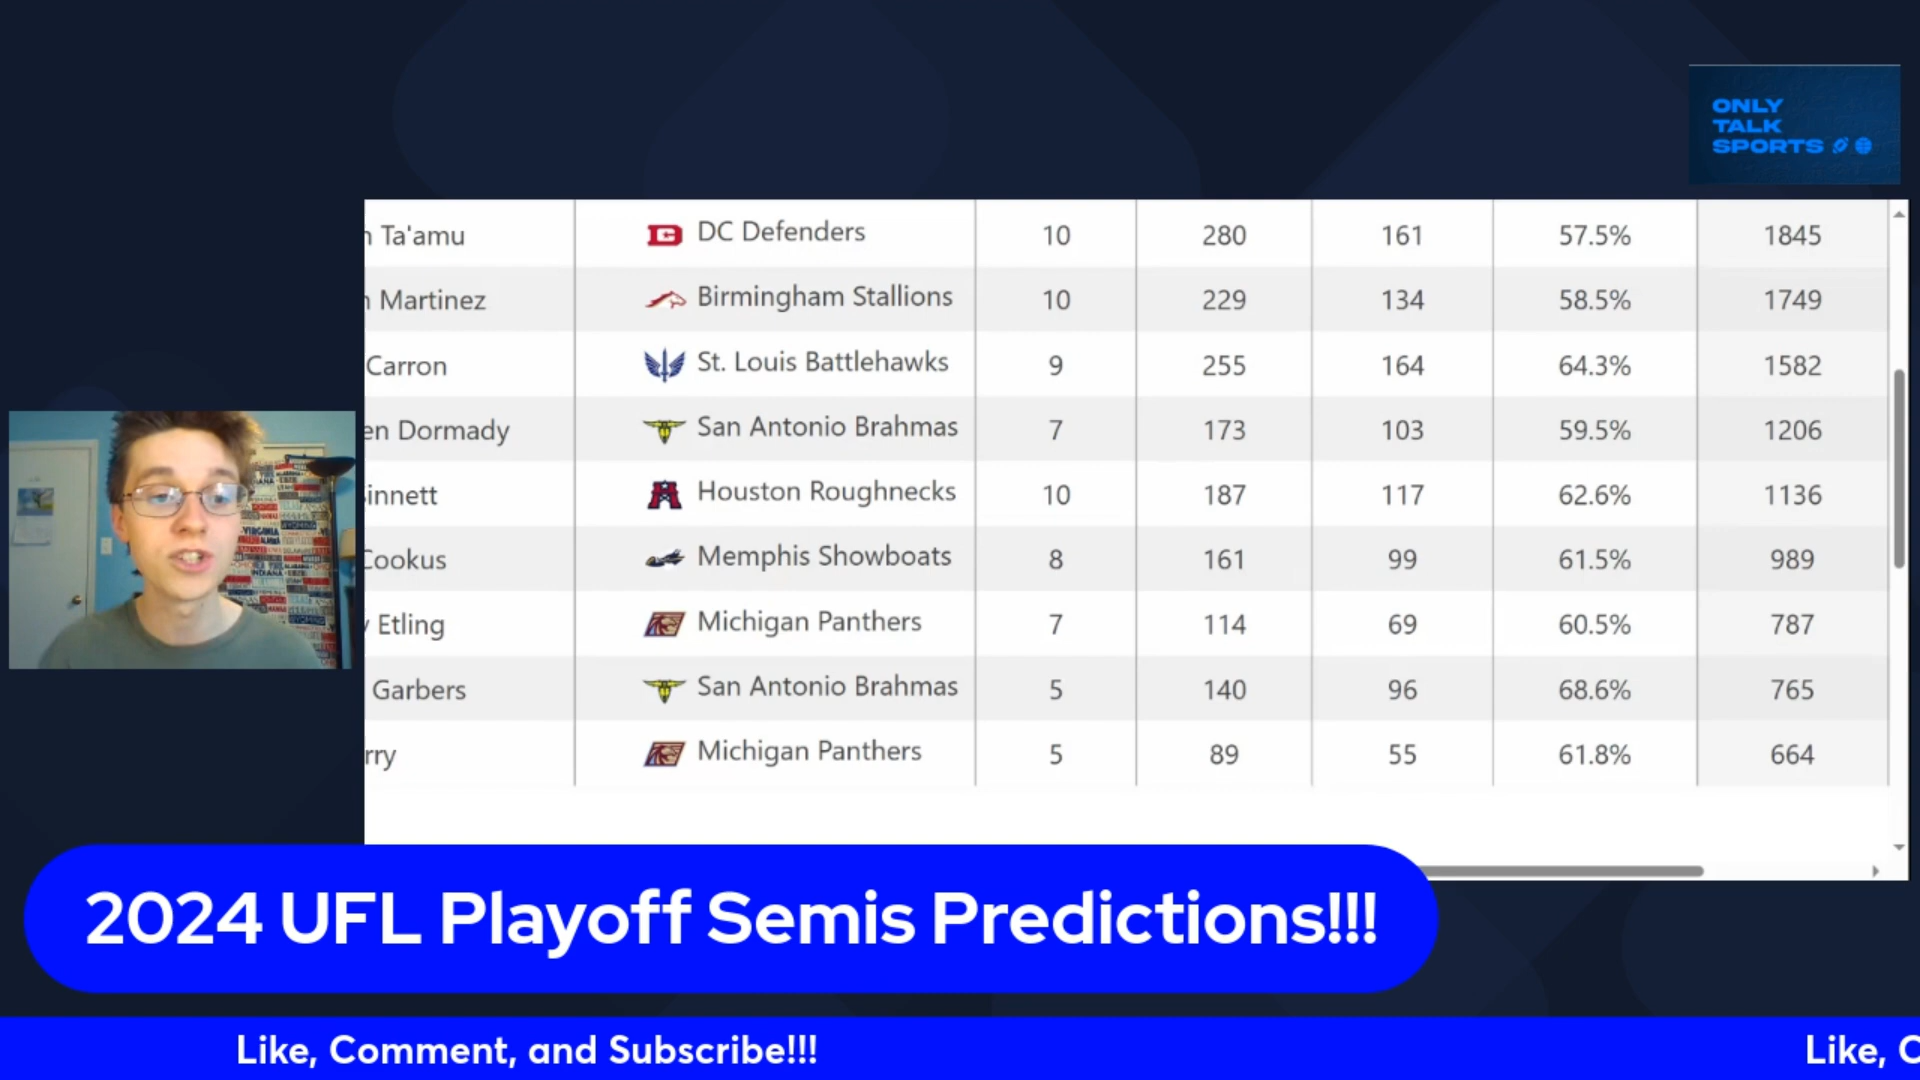 ONLY
TALK
SPORTS
n Ta'amu DC Defenders 10 280 161 57.5% 1845
n Martinez Birmingham Stallions 10 229 134 58.5% 1749
Carron St. Louis Battlehawks 9 255 164 64.3% 1582
en Dormady San Antonio Brahmas 7 173 103 59.5% 1206
innett Houston Roughnecks 10 187 117 62.6% 1136
Cookus Memphis Showboats 8 161 99 61.5% 989
Etling Michigan Panthers 7 114 69 60.5% 787
Garbers San Antonio Brahmas 5 140 96 68.6% 765
rry Michigan Panthers 5 89 55 61.8% 664
2024 UFL Playoff Semis Predictions!!!
Like, Comment, and Subscribe!!! Like, C